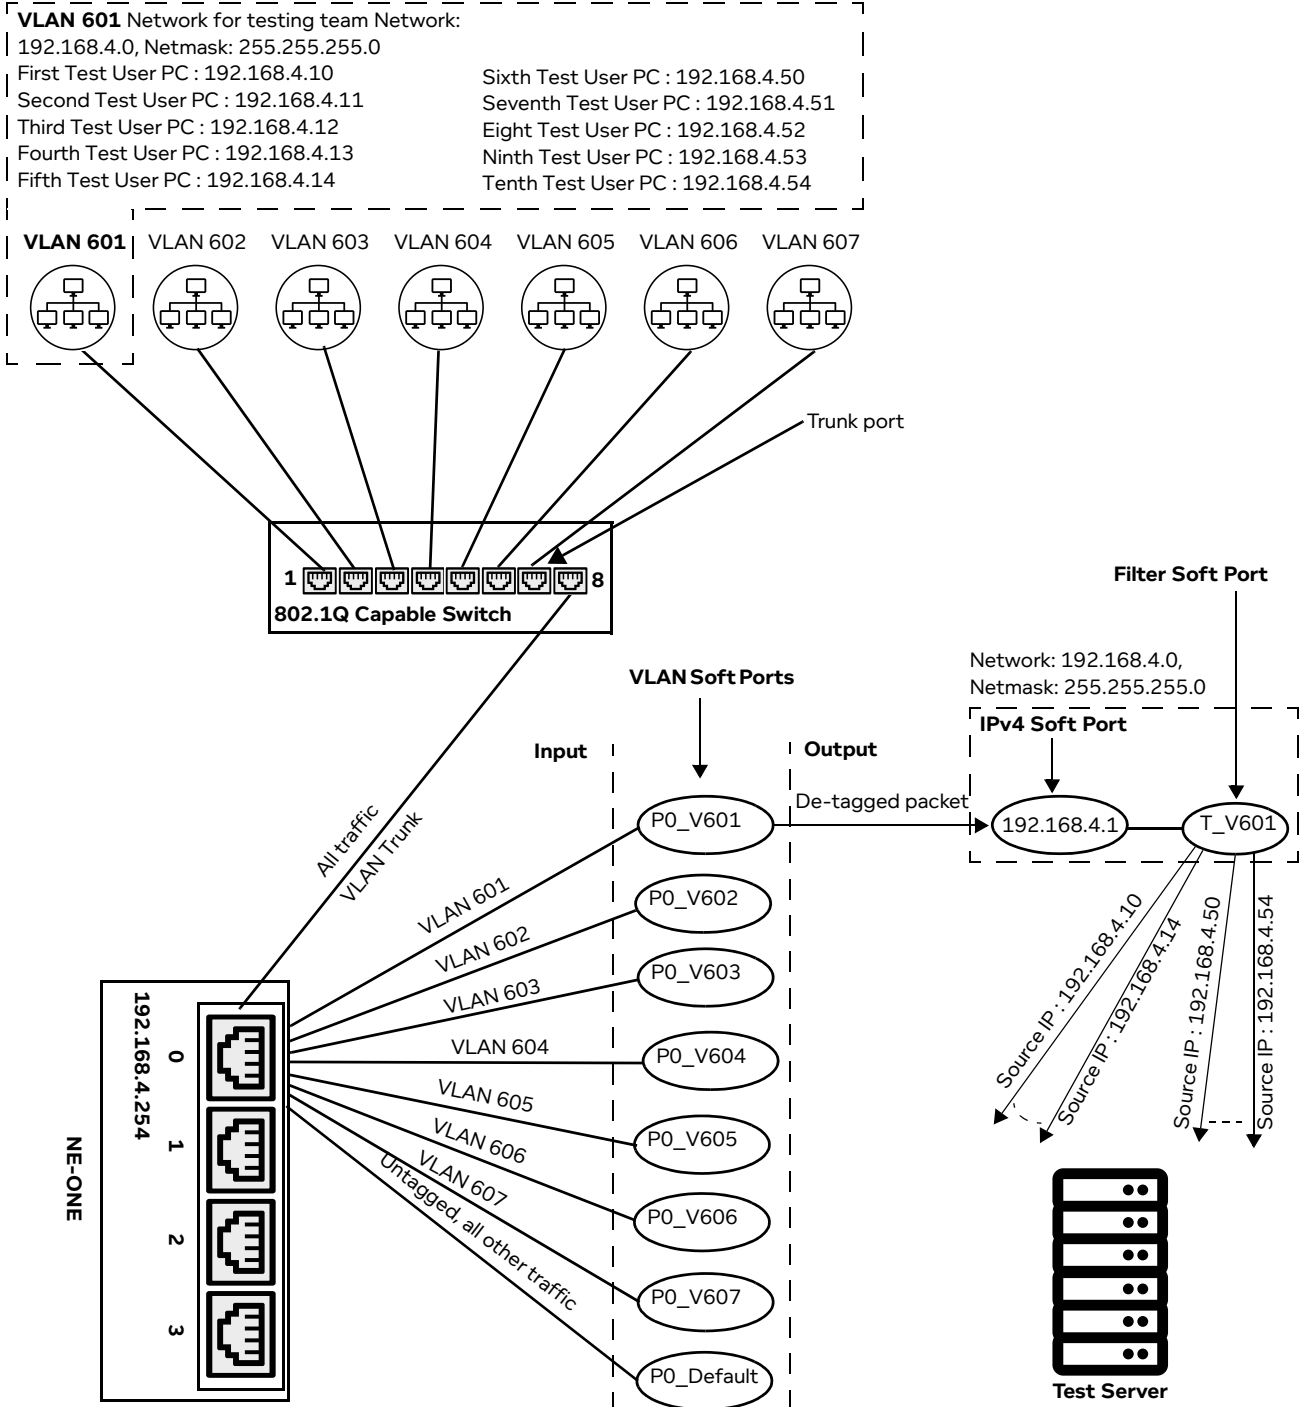 VLAN 601 Network for testing team Network:
192.168.4.0, Netmask: 255.255.255.0
First Test User PC : 192.168.4.10
Second Test User PC : 192.168.4.11
Third Test User PC : 192.168.4.12
Fourth Test User PC : 192.168.4.13
Fifth Test User PC : 192.168.4.14
Sixth Test User PC : 192.168.4.50
Seventh Test User PC : 192.168.4.51
Eight Test User PC : 192.168.4.52
Ninth Test User PC : 192.168.4.53
Tenth Test User PC : 192.168.4.54
VLAN 601
VLAN 602
VLAN 603
VLAN 604
VLAN 605
VLAN 606
VLAN 607
Trunk port
1
8
802.1Q Capable Switch
Filter Soft Port
Network: 192.168.4.0,
Netmask: 255.255.255.0
VLAN Soft Ports
IPv4 Soft Port
Input
Output
De-tagged packet
P0_V601
192.168.4.1
T_V601
All traffic
VLAN Trunk
VLAN 601
P0_V602
VLAN 602
P0_V603
VLAN 603
VLAN 604
P0_V604
VLAN 605
P0_V605
VLAN 606
P0_V606
VLAN 607
P0_V607
Untagged, all other traffic
P0_Default
Source IP : 192.168.4.10
Source IP : 192.168.4.14
Source IP : 192.168.4.50
Source IP : 192.168.4.54
NE-ONE
192.168.4.254
0
1
2
3
Test Server